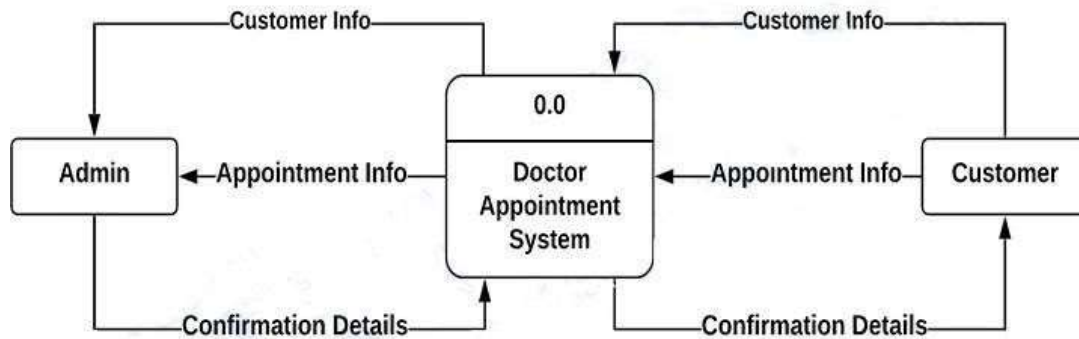 Customer Info
Customer Info
0.0
Admin
Appointment Info
Doctor
Appointment
System
Appointment Info
Customer
Confirmation Details
Confirmation Details